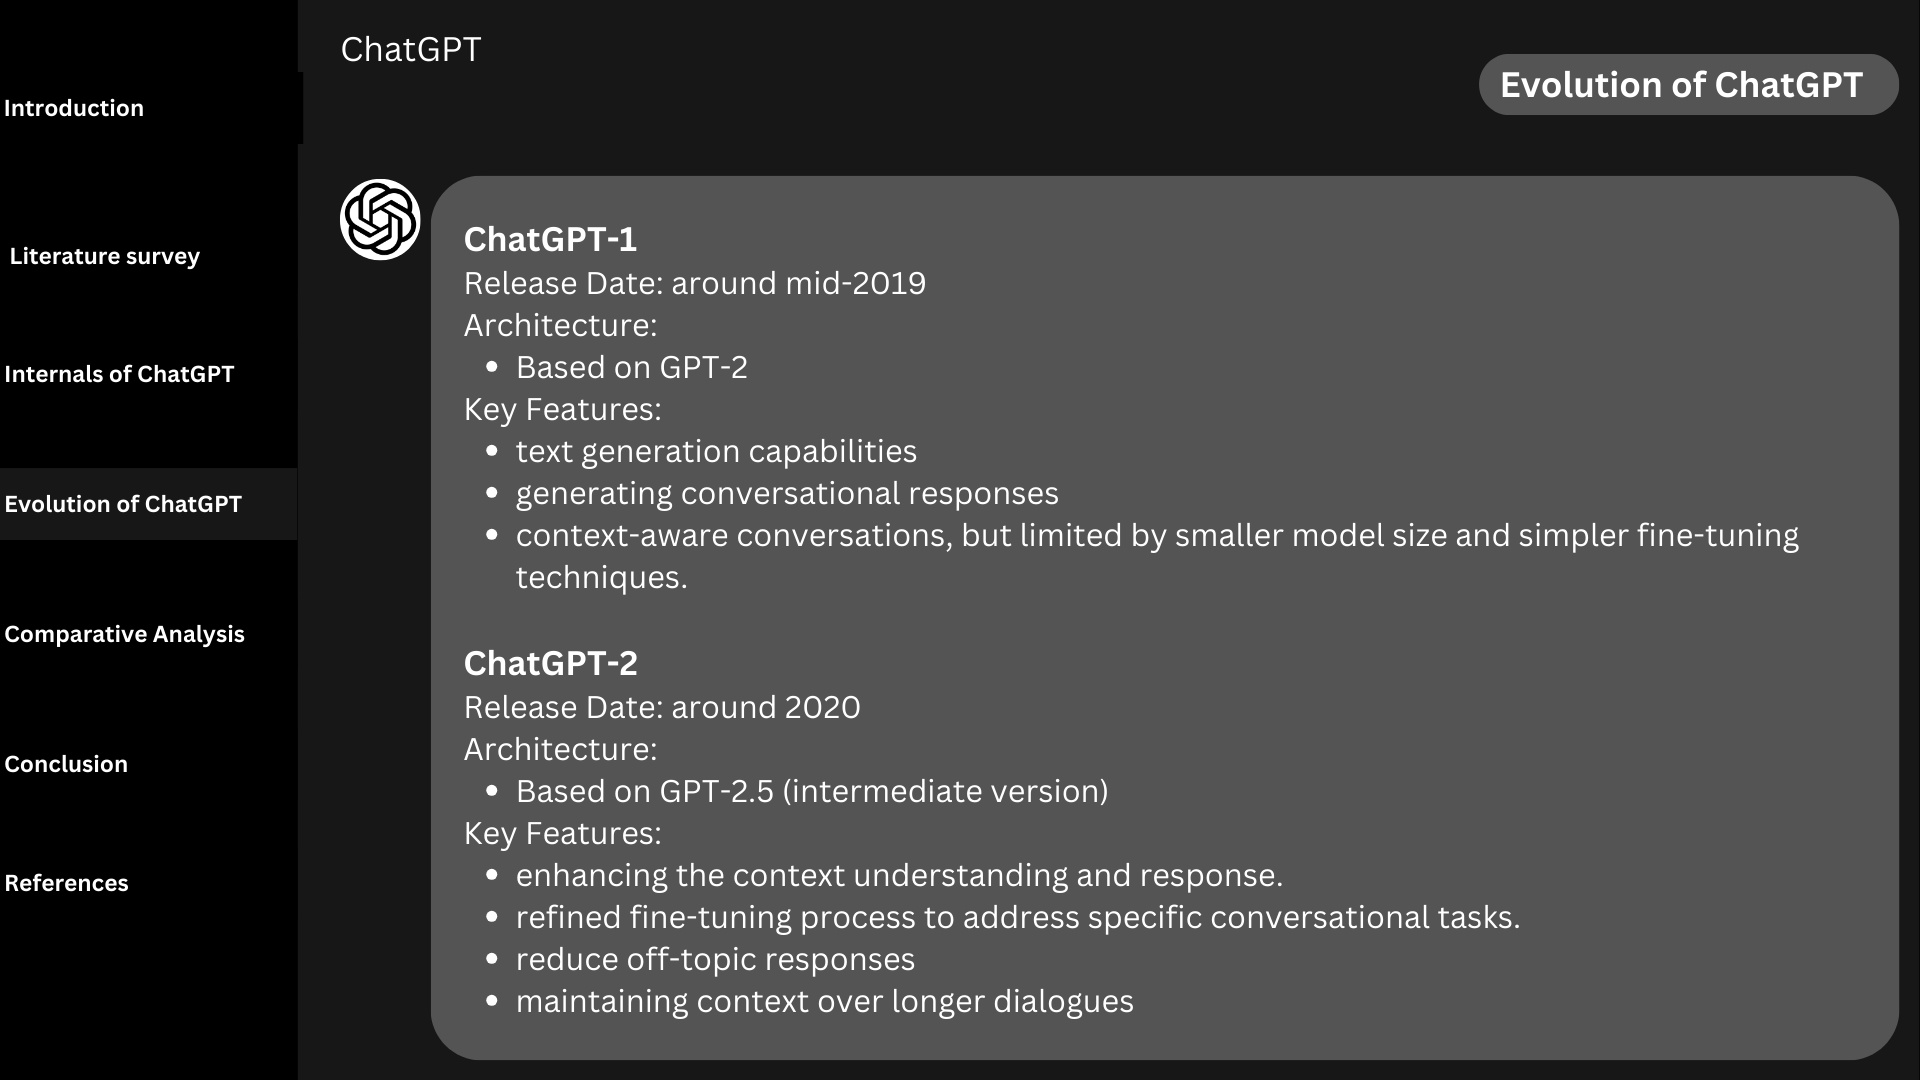 Introduction
Literature survey
Internals of ChatGPT
Evolution of ChatGPT
Comparative Analysis
Conclusion
References
ChatGPT
Evolution of ChatGPT
ChatGPT-1
Release Date: around mid-2019
Architecture:
• Based on GPT-2
Key Features:
• text generation capabilities
• generating conversational responses
• context-aware conversations, but limited by smaller model size and simpler fine-tuning
techniques.
ChatGPT-2
Release Date: around 2020
Architecture:
• Based on GPT-2.5 (intermediate version)
Key Features:
• enhancing the context understanding and response.
• refined fine-tuning process to address specific conversational tasks.
• reduce off-topic responses
• maintaining context over longer dialogues